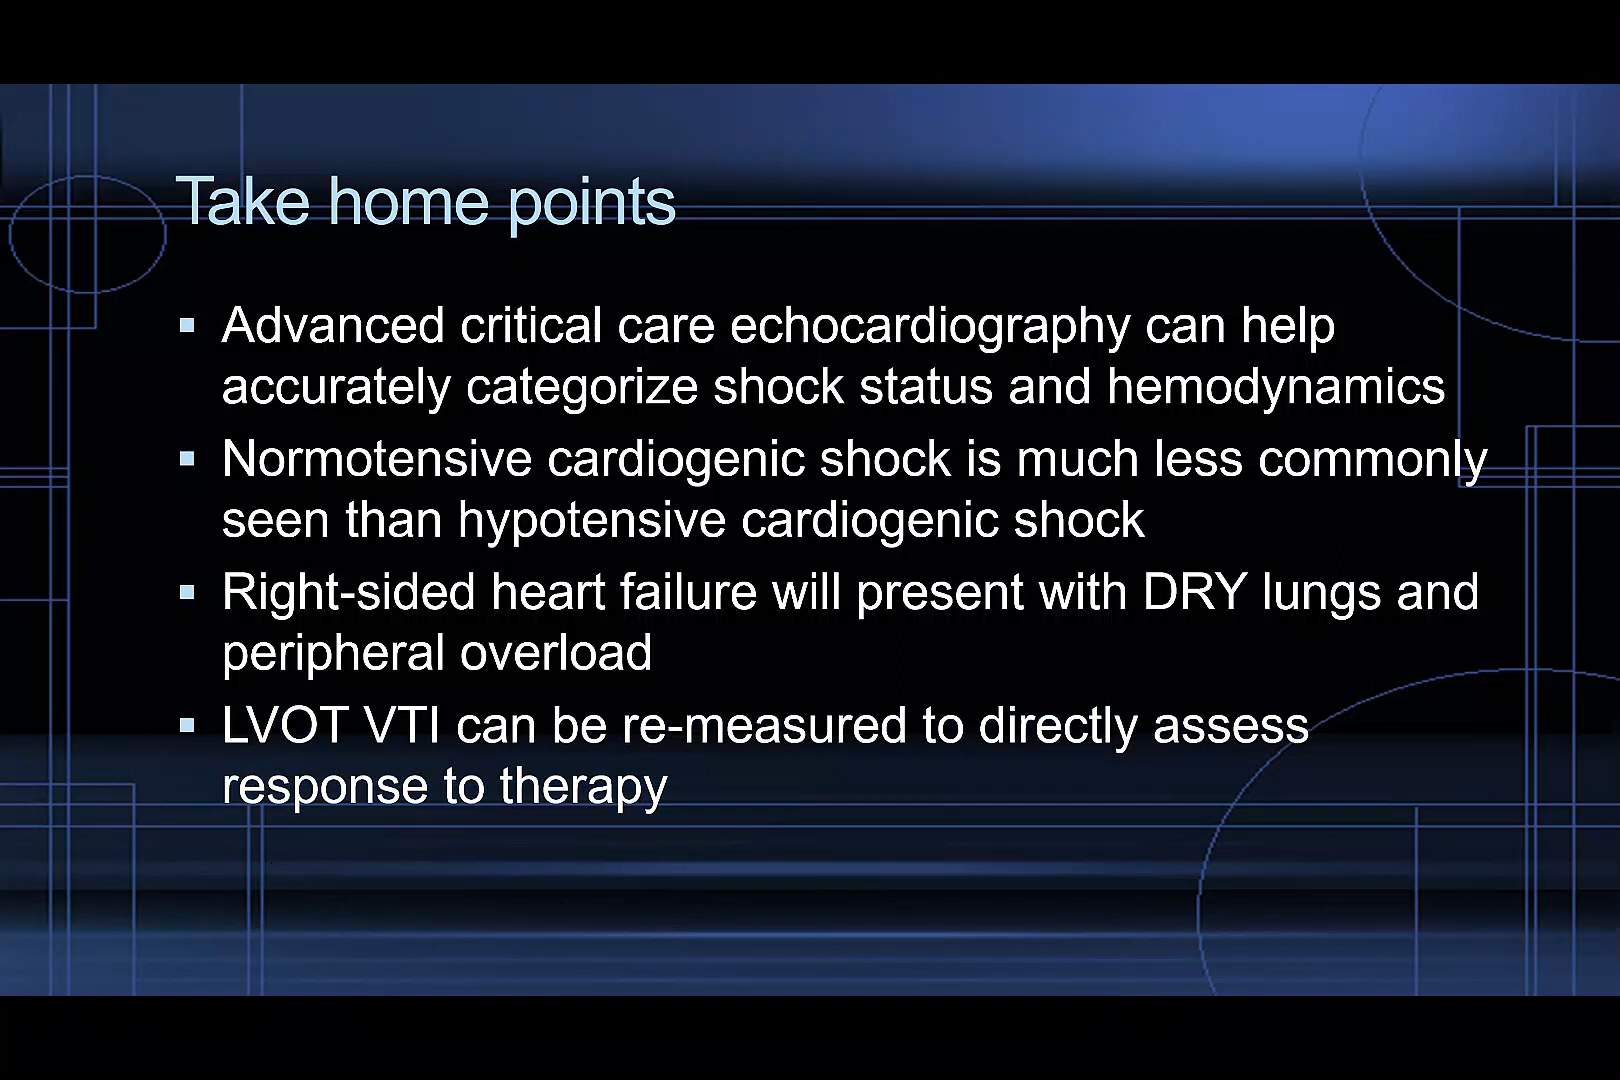 Take home points
Advanced critical care echocardiography can help
accurately categorize shock status and hemodynamics
Normotensive cardiogenic shock is much less commonly
seen than hypotensive cardiogenic shock
Right-sided heart failure will present with DRY lungs and
peripheral overload
LVOT VTI can be re-measured to directly assess
response to therapy